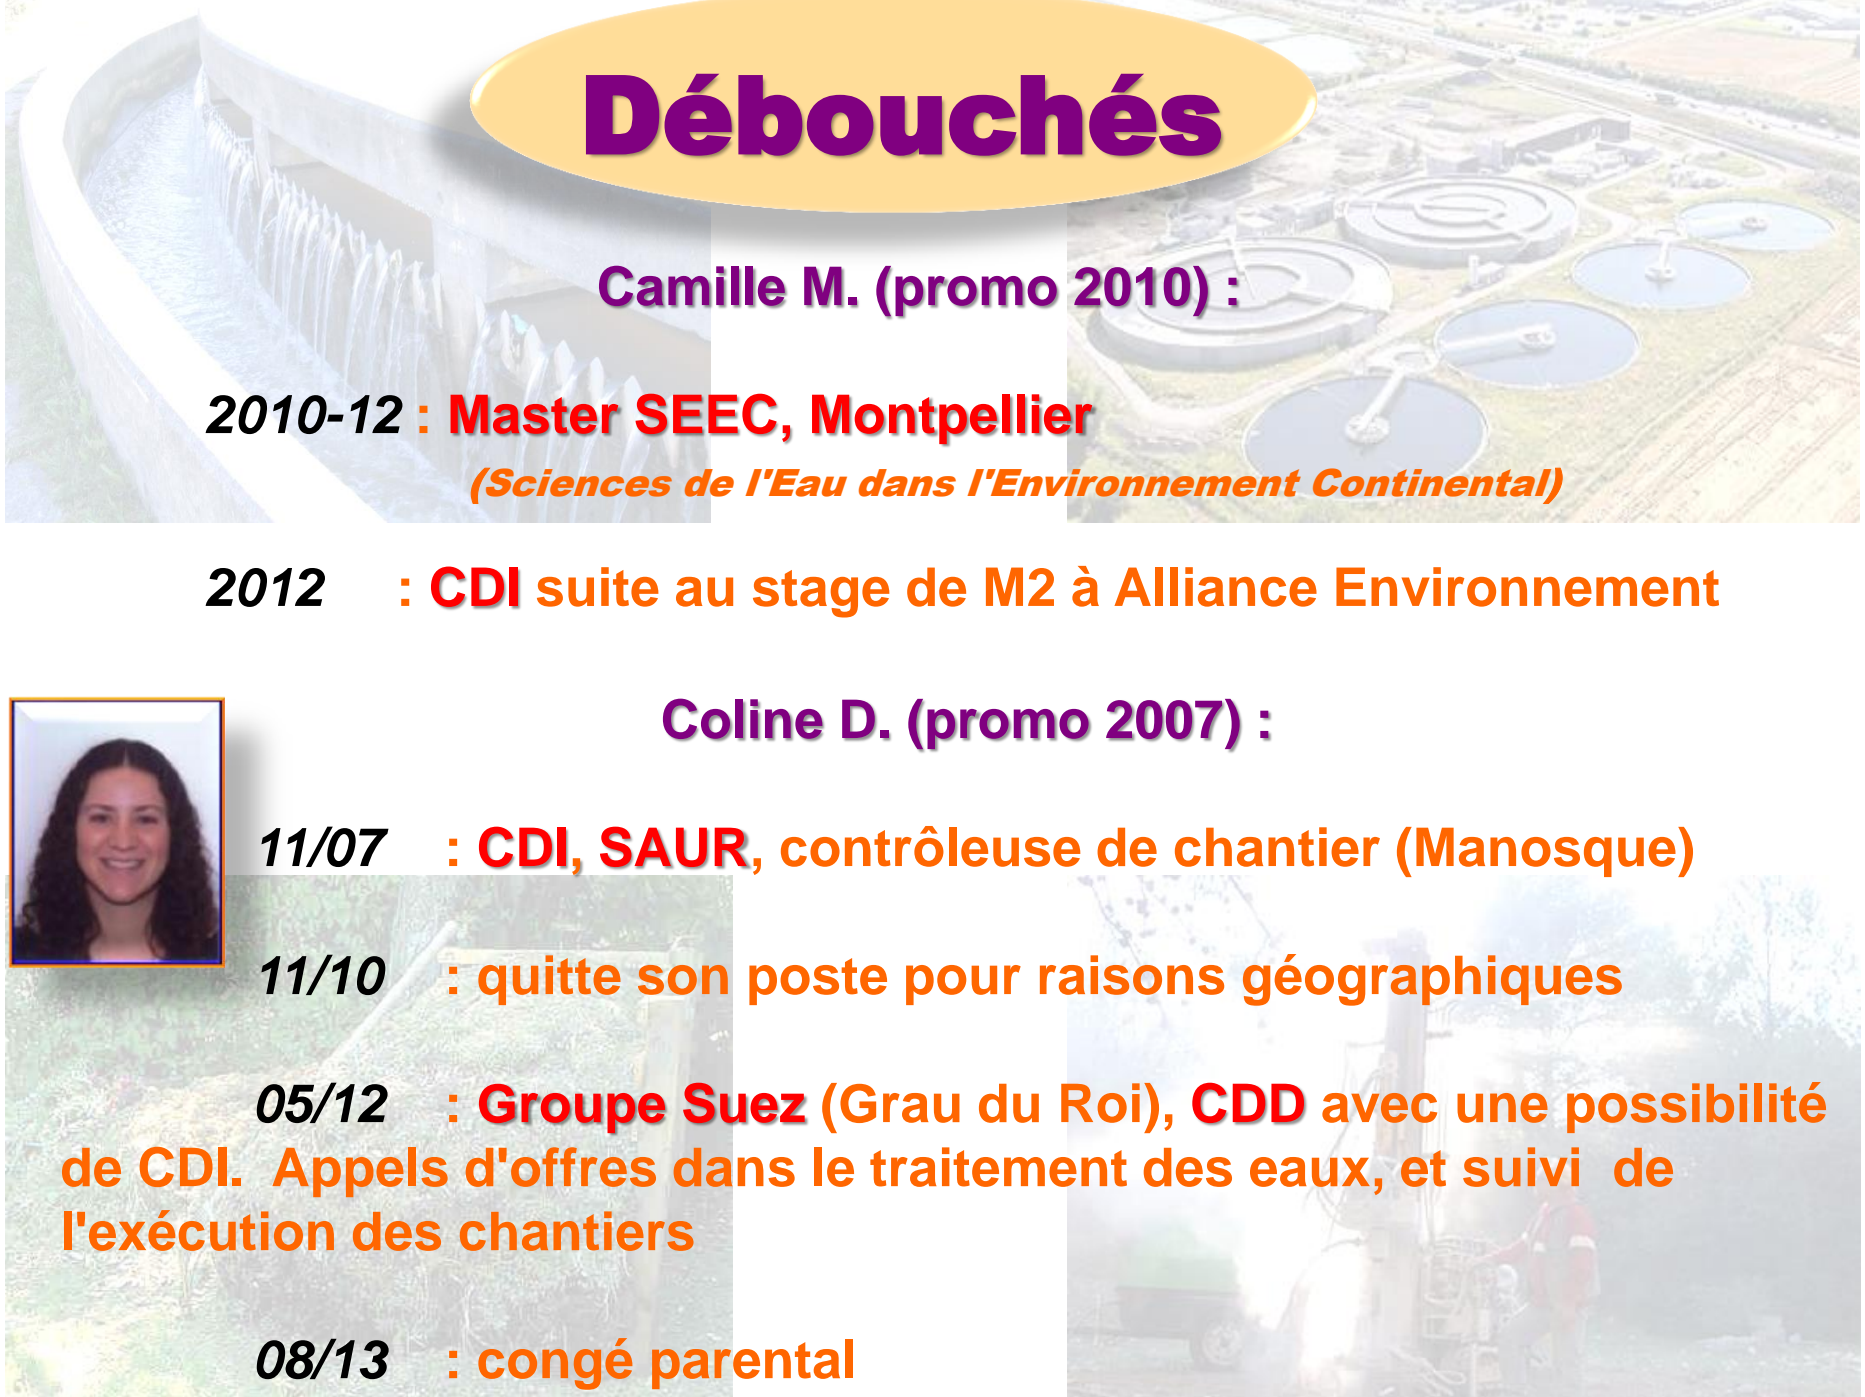 Débouchés
Camille M. (promo 2010) :
2010-12 : Master SEEC, Montpellier
(Sciences de l'Eau dans l'Environnement Continental)
2012 : CDI suite au stage de M2 à Alliance Environnement
Coline D. (promo 2007) :
11/07 : CDI, SAUR, contrôleuse de chantier (Manosque)
11/10 : quitte son poste pour raisons géographiques
05/12 : Groupe Suez (Grau du Roi), CDD avec une possibilité
de CDI. Appels d'offres dans le traitement des eaux, et suivi de
l'exécution des chantiers
08/13 : congé parental